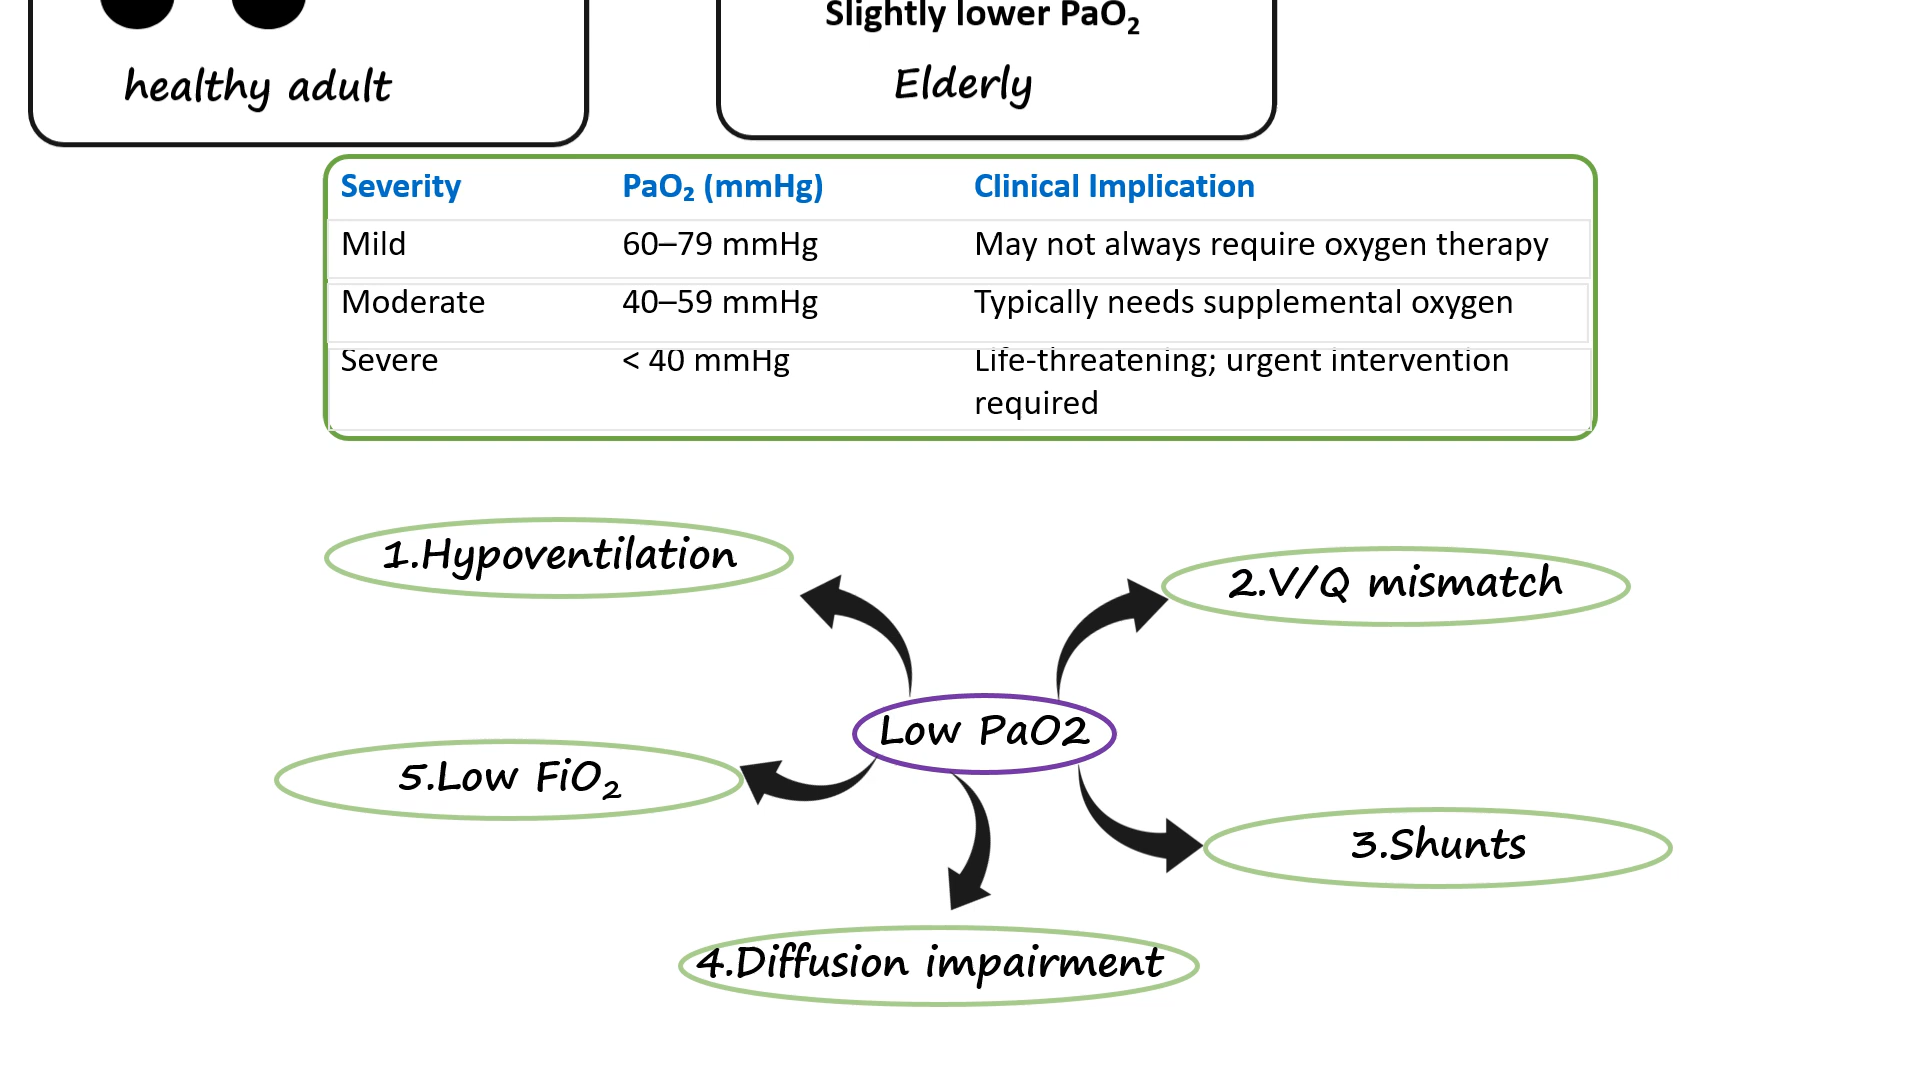 Slightly lower PaO₂
healthy adult
Elderly
Severity PaO₂ (mmHg) Clinical Implication
Mild 60–79 mmHg May not always require oxygen therapy
Moderate 40–59 mmHg Typically needs supplemental oxygen
Severe < 40 mmHg Life-threatening; urgent intervention
required
1.Hypoventilation
2.V/Q mismatch
Low PaO2
5.Low FiO₂
3.Shunts
4.Diffusion impairment